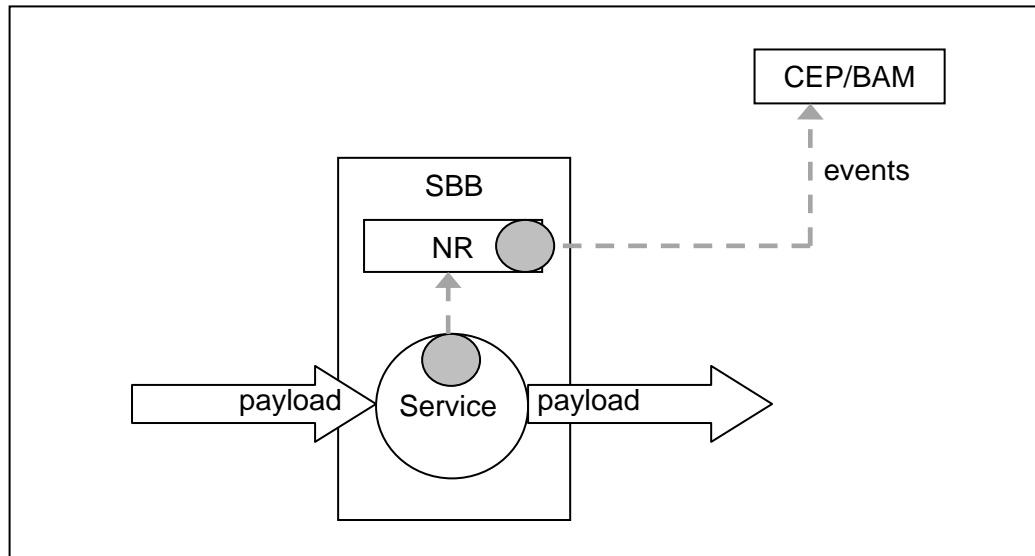 CEP/BAM
events
SBB
NR
payload
Service
payload